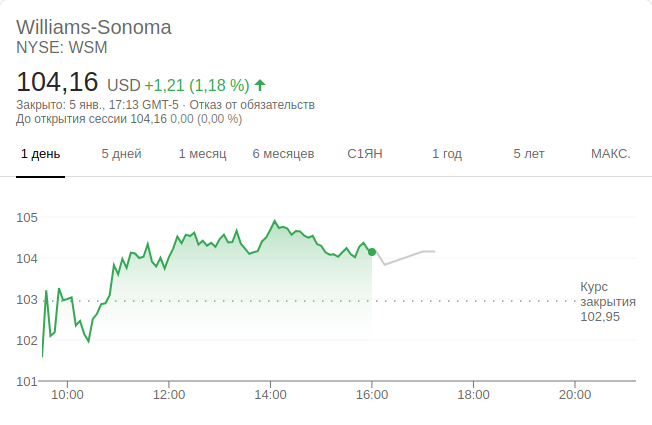 Williams-Sonoma
NYSE: WSM
104,16 USD +1,21 (1,18 %)
Закрыто: 5 янв., 17:13 GMT-5 · Отказ от обязательств
До открытия сессии 104,16 0,00 (0,00 %)
1 день 5 дней 1 месяц 6 месяцев С1ЯН 1 год 5 лет МАКС.
105
104
103
102
101
Курс
закрытия
102,95
10:00 12:00 14:00 16:00 18:00 20:00